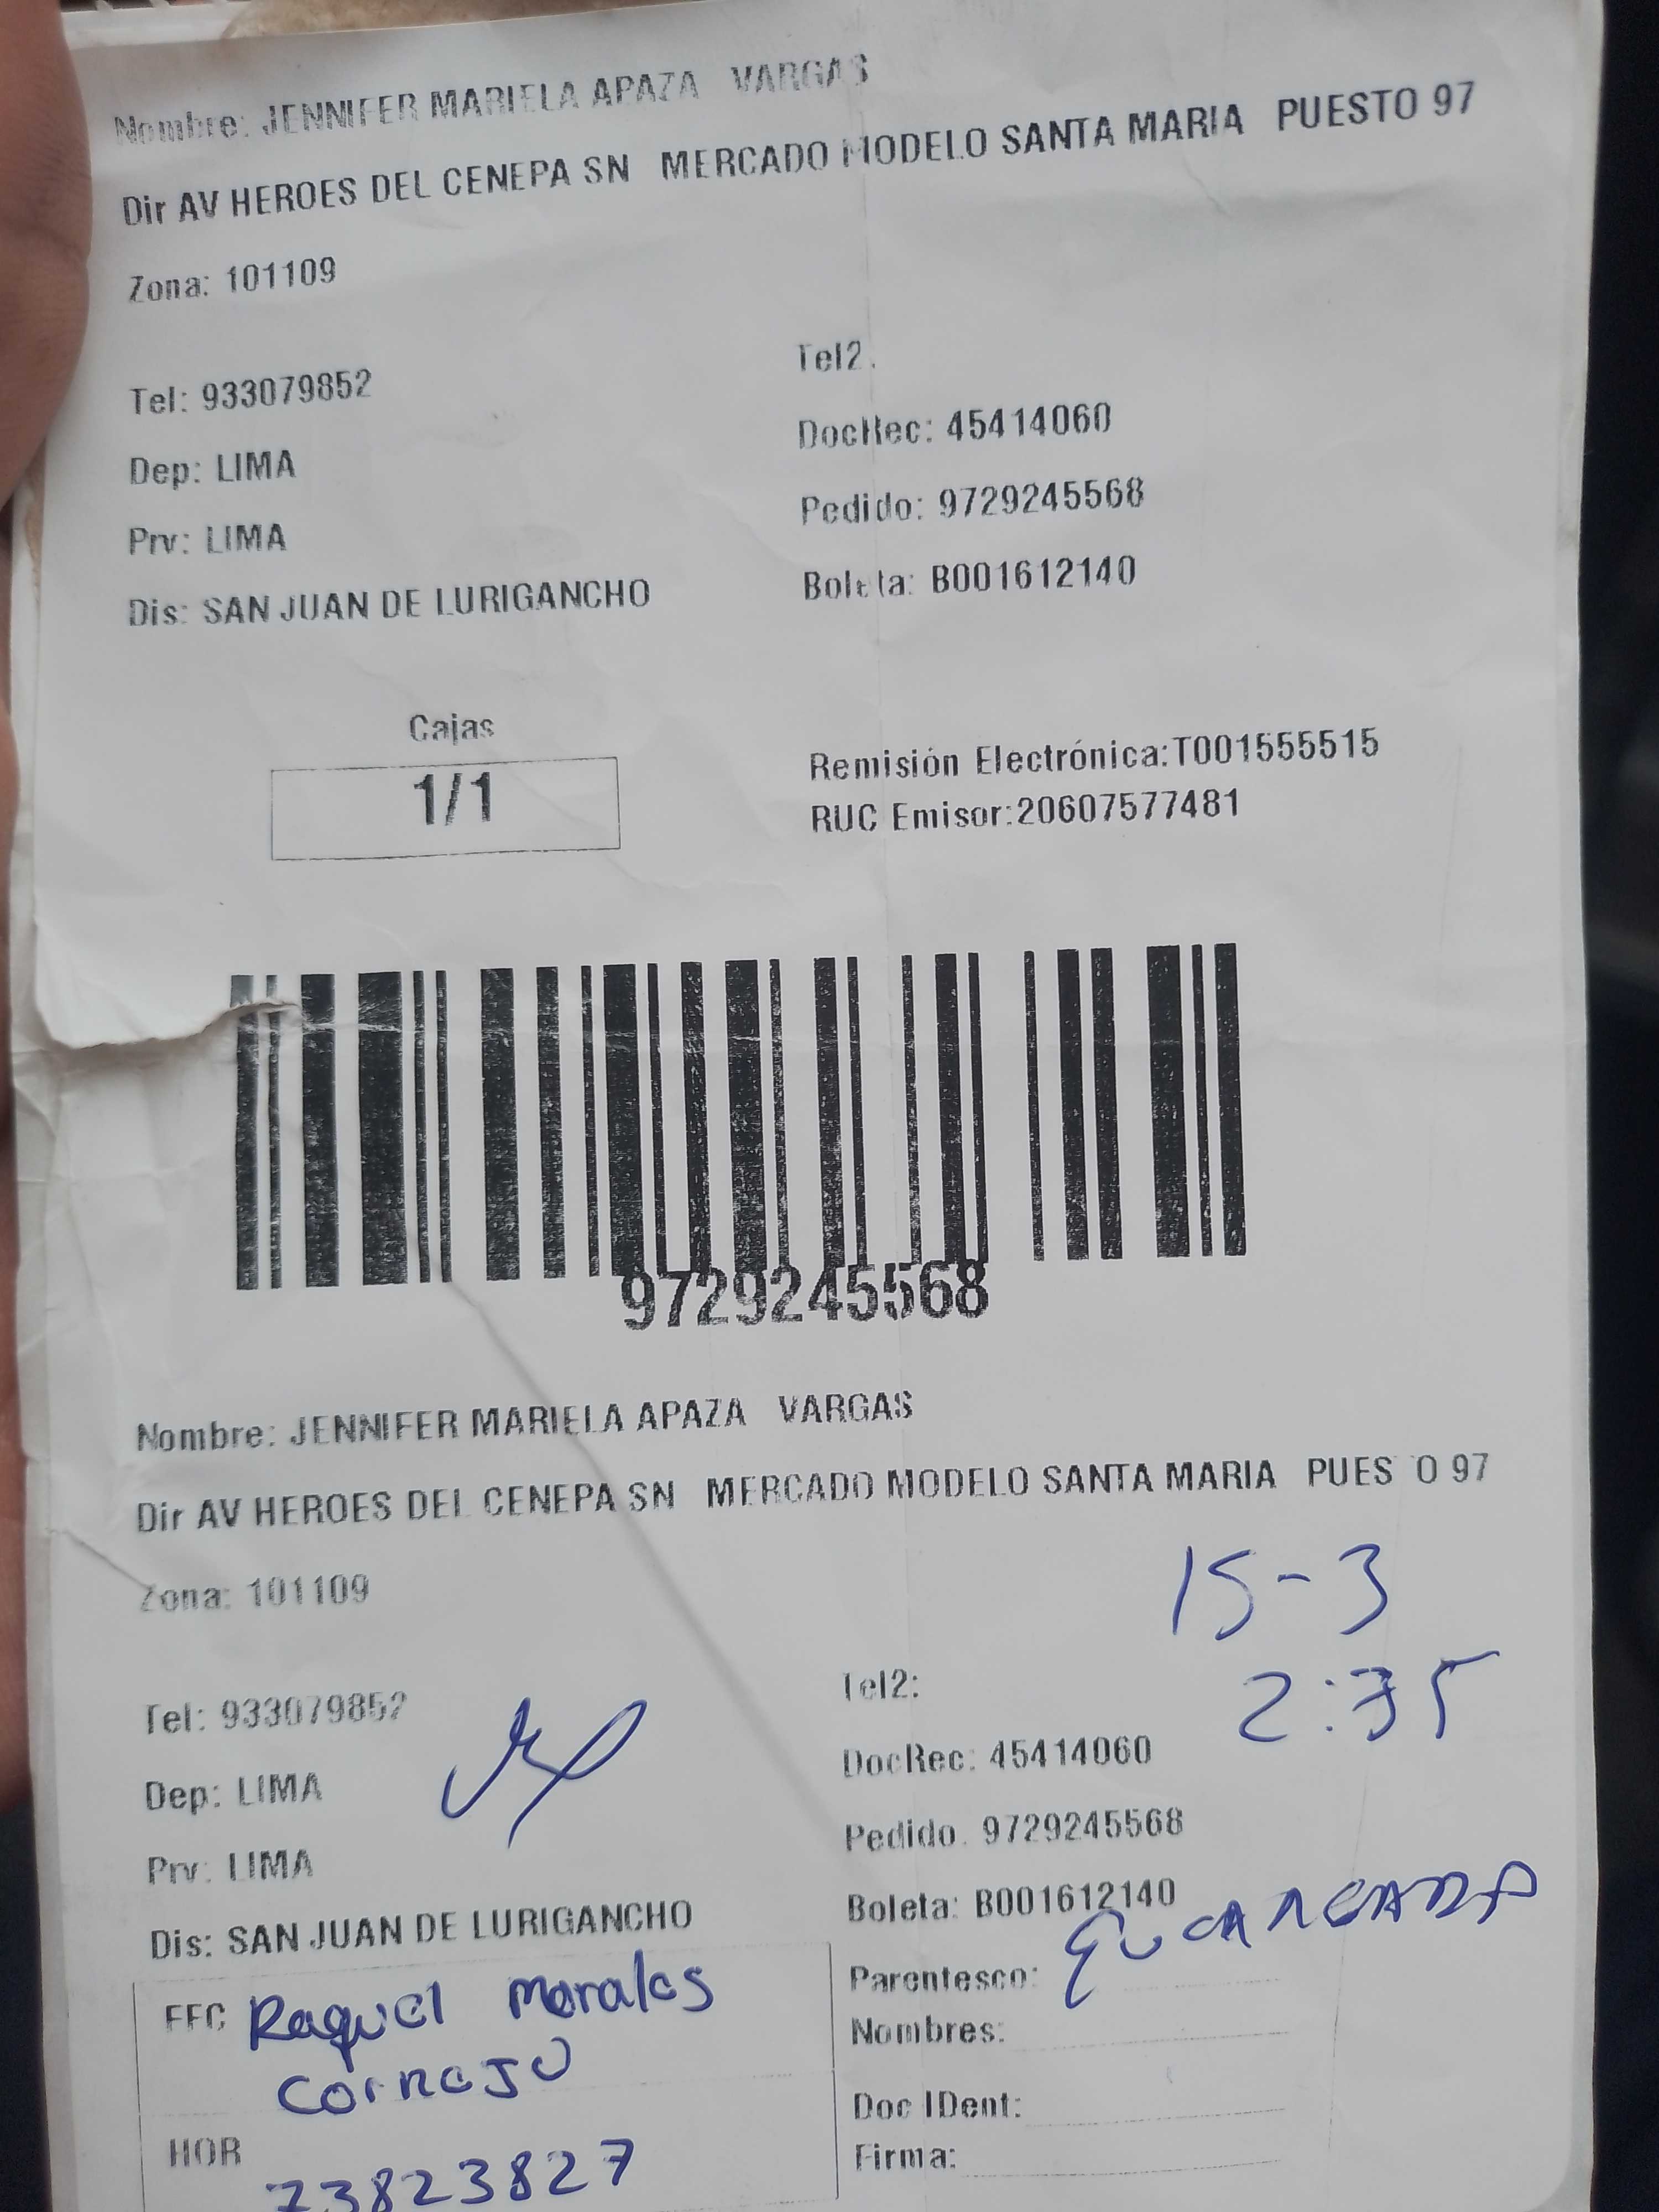 Nombre: JENNIFER MARIELA APAZA VARGAS
Dir AV HEROES DEL CENEPA SN MERCADO MODELO SANTA MARIA PUESTO 97
Zona: 101109
Tel: 933079852
Tel2.
DocRec: 45414060
Dep: LIMA
Pedido: 9729245568
Prv: LIMA
Boleta: B001612140
Dis: SAN JUAN DE LURIGANCHO
Cajas
1/1
Remisión Electrónica:T001555515
RUC Emisor:20607577481
9729245568
Nombre: JENNIFER MARIELA APAZA VARGAS
Dir AV HEROES DEL CENEPA SN MERCADO MODELO SANTA MARIA PUES O 97
Zona: 101109
15-3
2:35
Tel: 933079852
Tel2:
DocRec: 45414060
Dep: LIMA
Pedido. 9729245568
Prv: LIMA
Boleta: B001612140
Dis: SAN JUAN DE LURIGANCHO
Parentesco: ENCARGADA
FEC Raquel Morales
Cornejo
Nombres:
Doc IDent:
HOR 73823827
Firma: